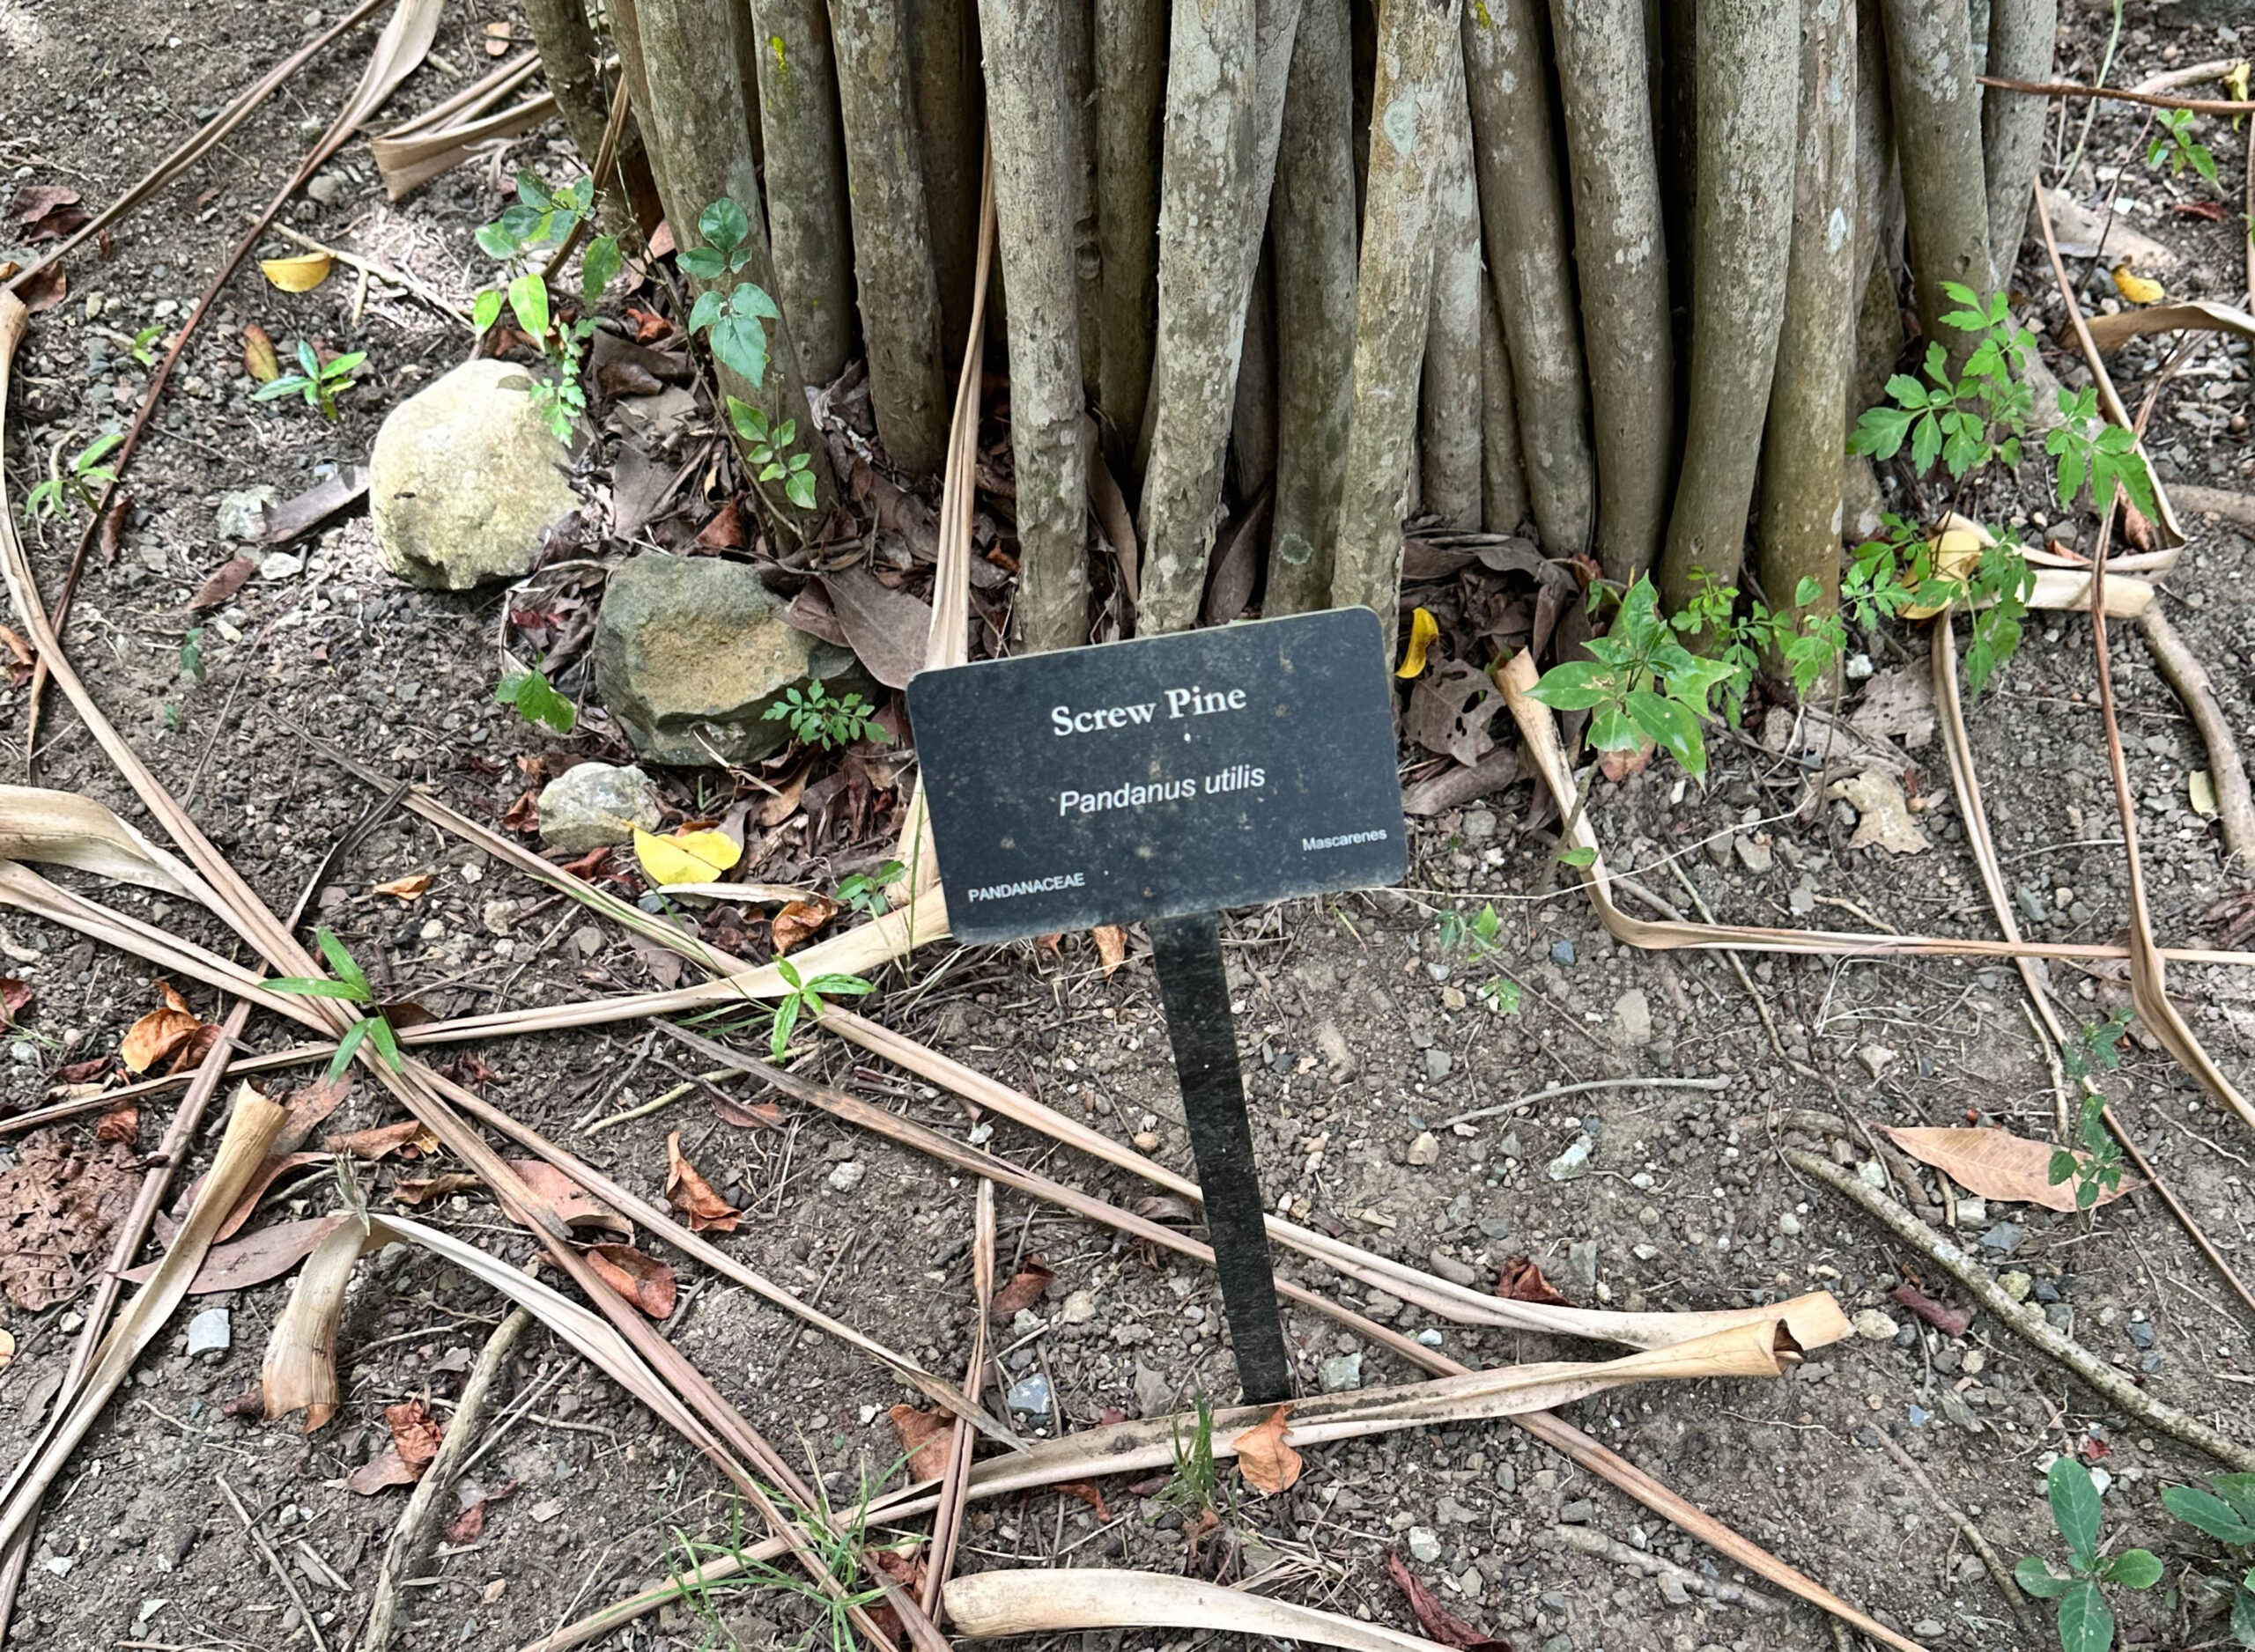 Screw Pine
Pandanus utilis
Mascarenes
PANDANACEAE